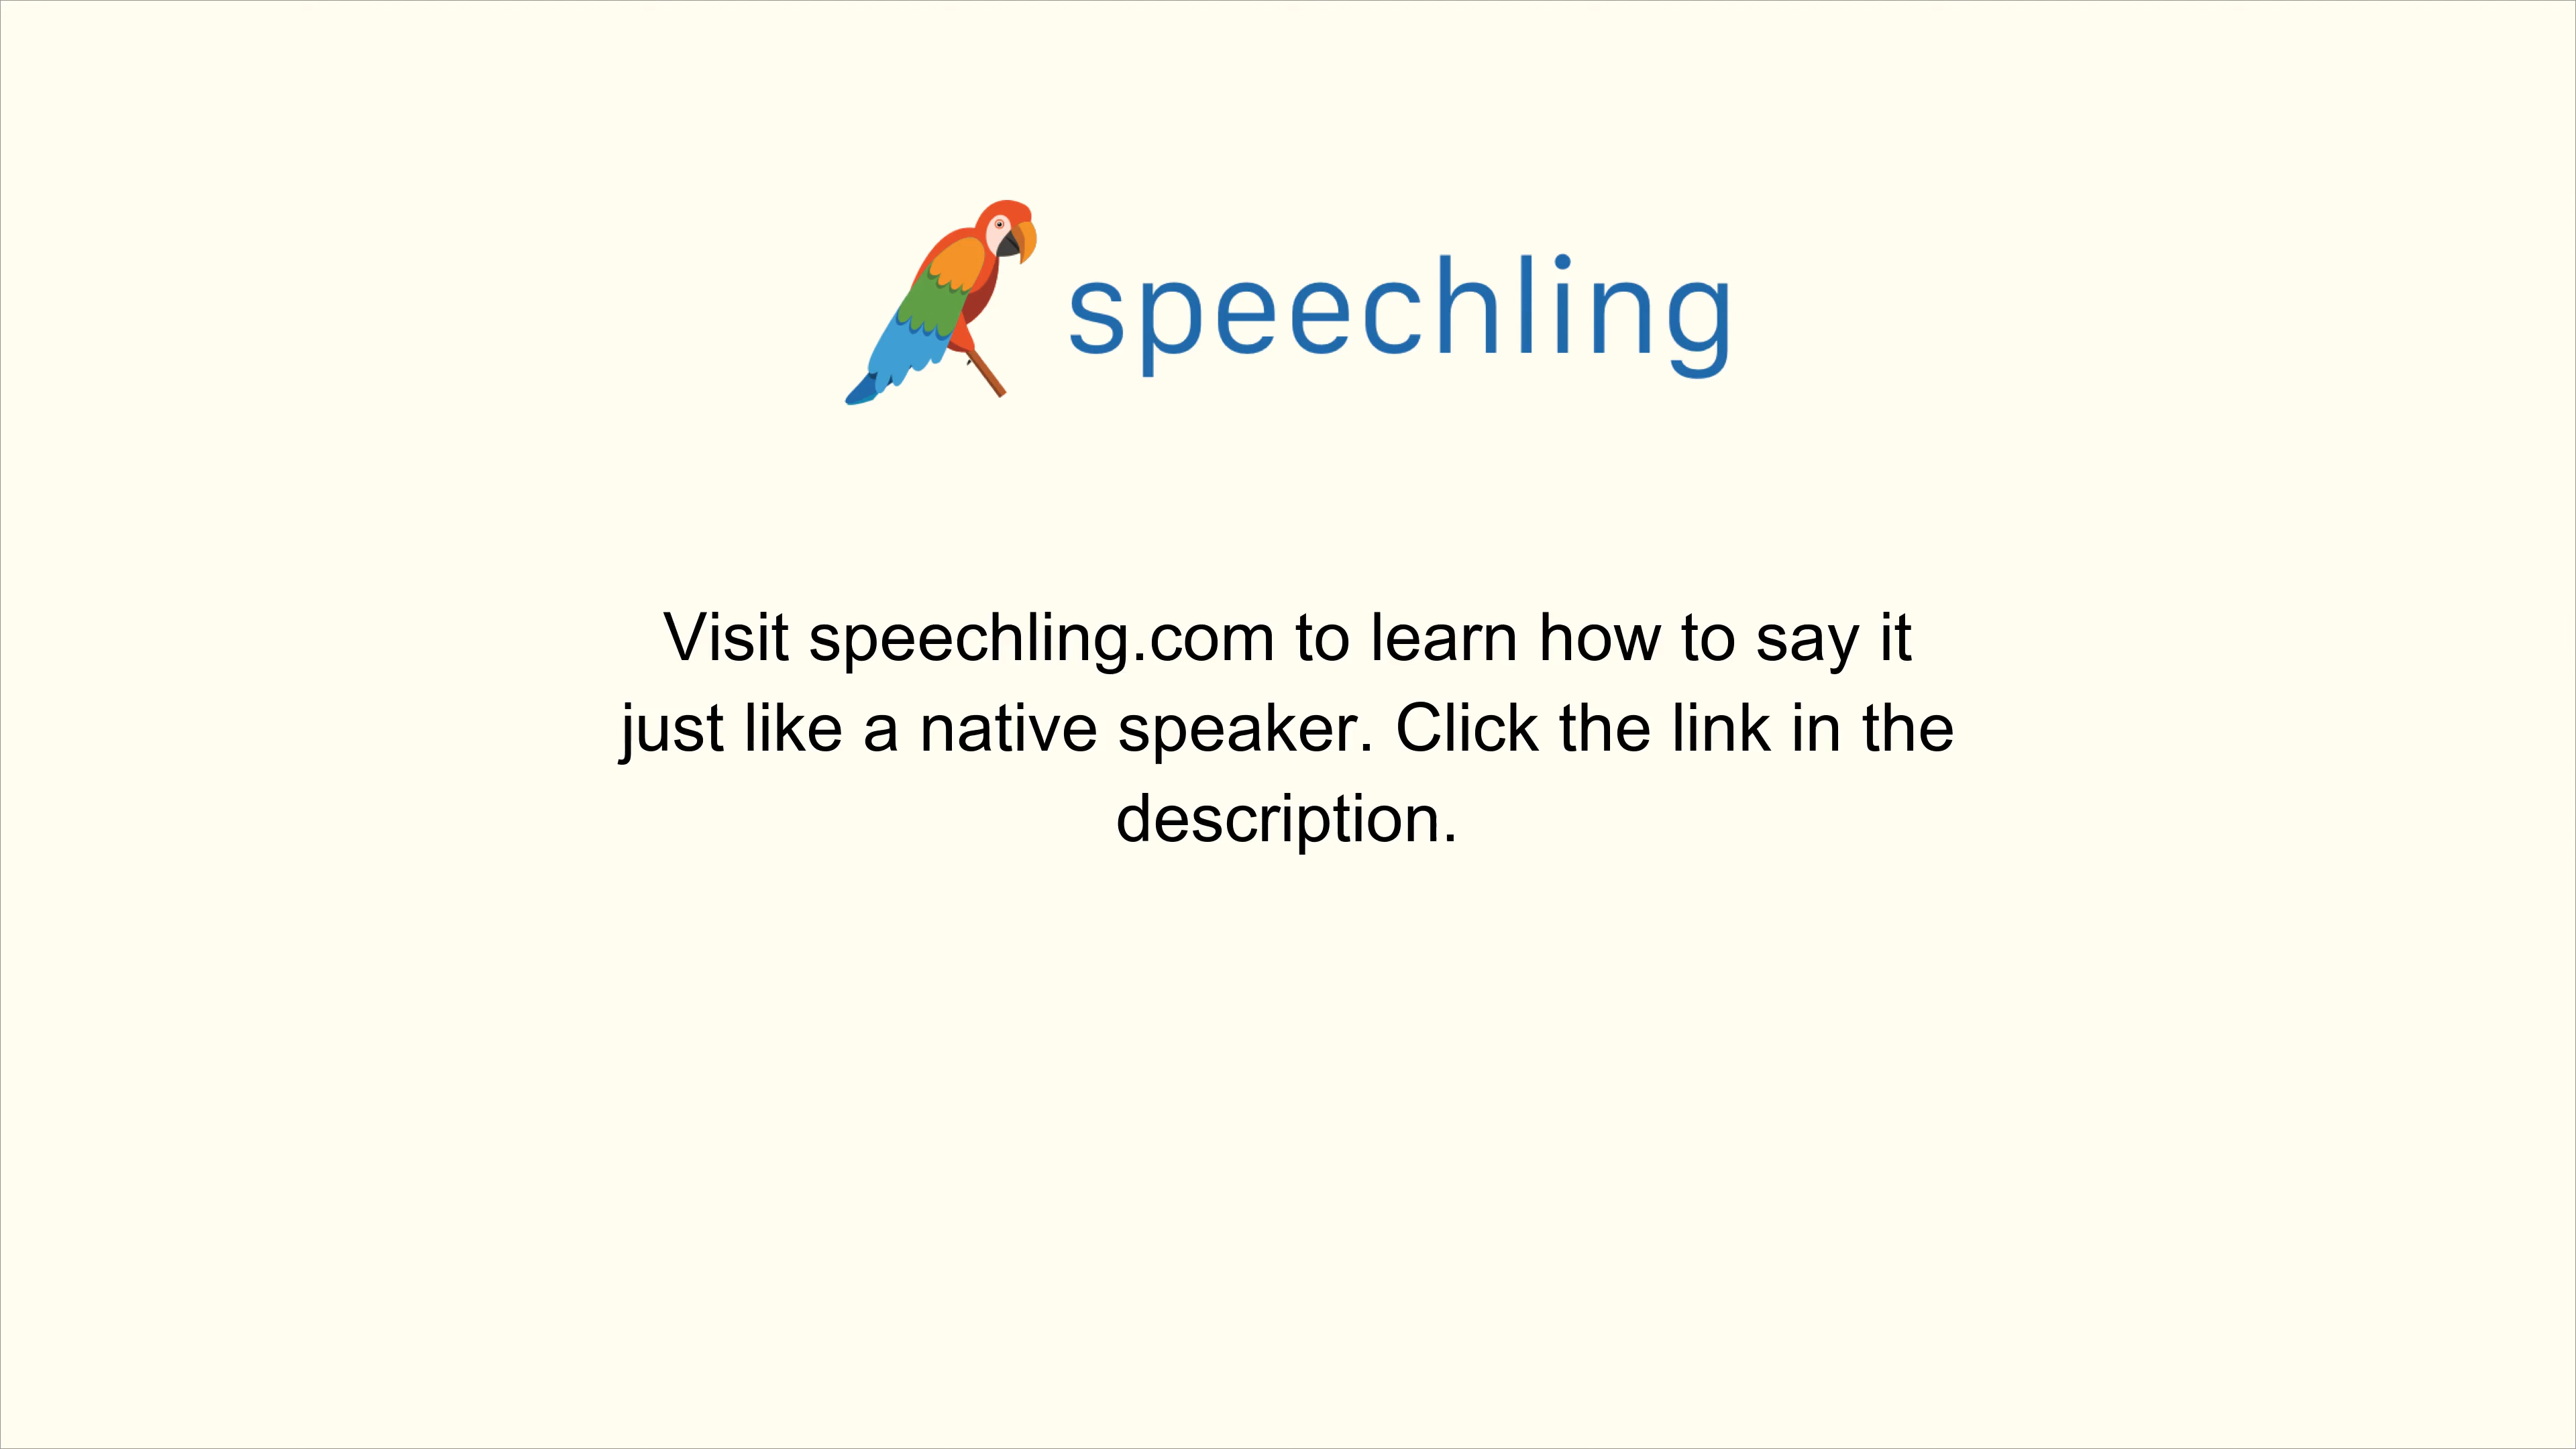 speechling
Visit speechling.com to learn how to say it
just like a native speaker. Click the link in the
description.